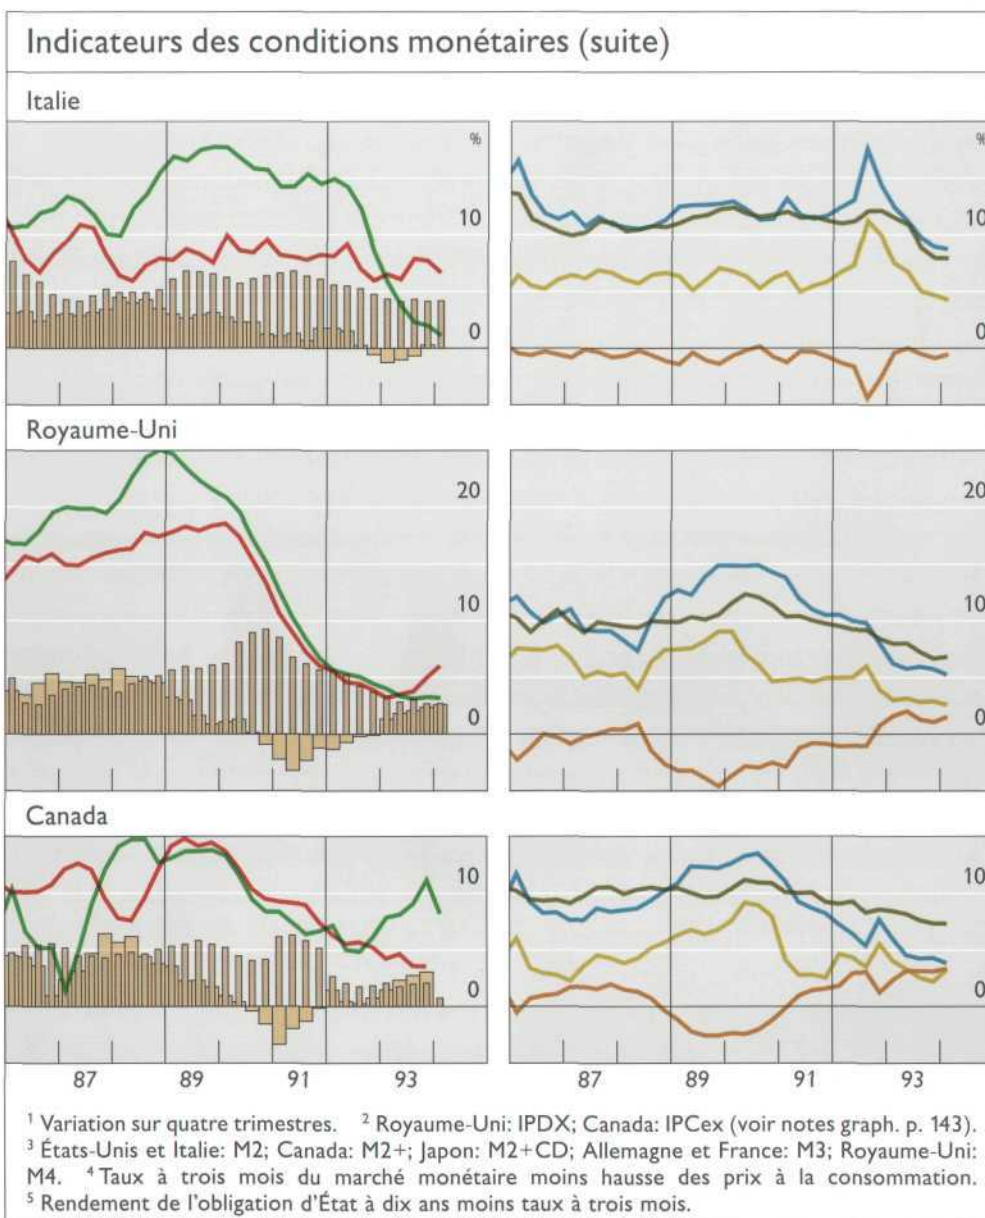 Indicateurs des conditions monétaires (suite)
Italie
%
10
0
%
10
0
Royaume-Uni
20
10
0
20
10
0
Canada
10
0
10
0
87 89 91 93
87 89 91 93
¹ Variation sur quatre trimestres. ² Royaume-Uni: IPDX; Canada: IPCex (voir notes graph. p. 143).
³ États-Unis et Italie: M2; Canada: M2+; Japon: M2+CD; Allemagne et France: M3; Royaume-Uni:
M4. ⁴ Taux à trois mois du marché monétaire moins hausse des prix à la consommation.
⁵ Rendement de l'obligation d'État à dix ans moins taux à trois mois.